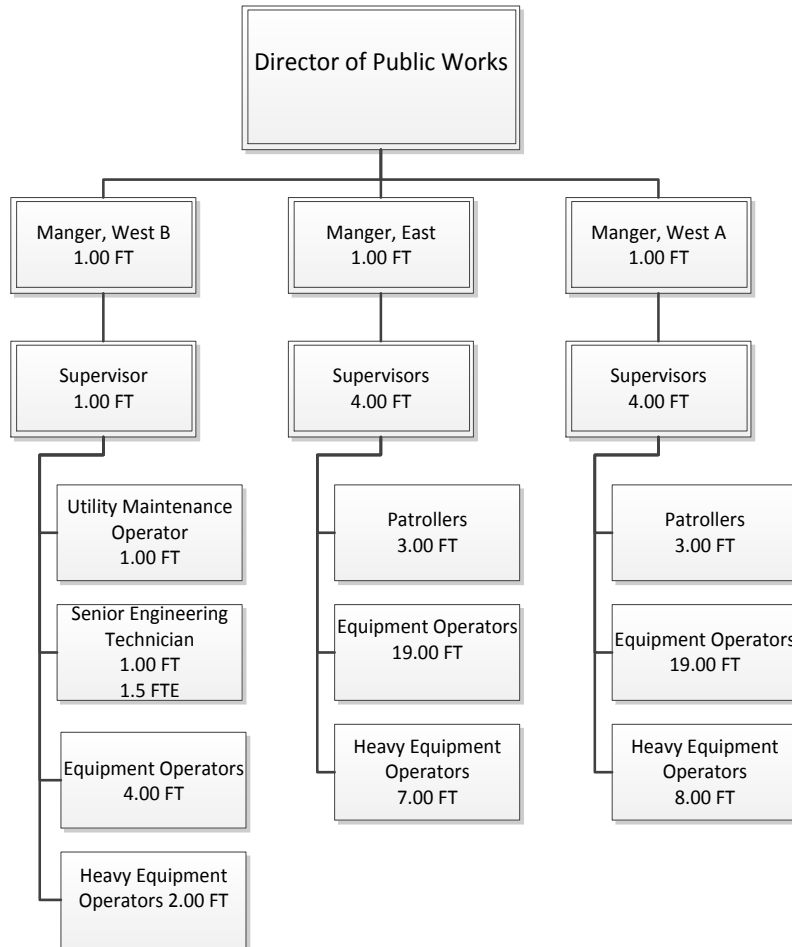 Director of Public Works
Manger, West B
1.00 FT
Manger, East
1.00 FT
Manger, West A
1.00 FT
Supervisor
1.00 FT
Supervisors
4.00 FT
Supervisors
4.00 FT
Utility Maintenance
Operator
1.00 FT
Patrollers
3.00 FT
Patrollers
3.00 FT
Senior Engineering
Technician
1.00 FT
1.5 FTE
Equipment Operators
19.00 FT
Equipment Operators
19.00 FT
Equipment Operators
4.00 FT
Heavy Equipment
Operators
7.00 FT
Heavy Equipment
Operators
8.00 FT
Heavy Equipment
Operators 2.00 FT